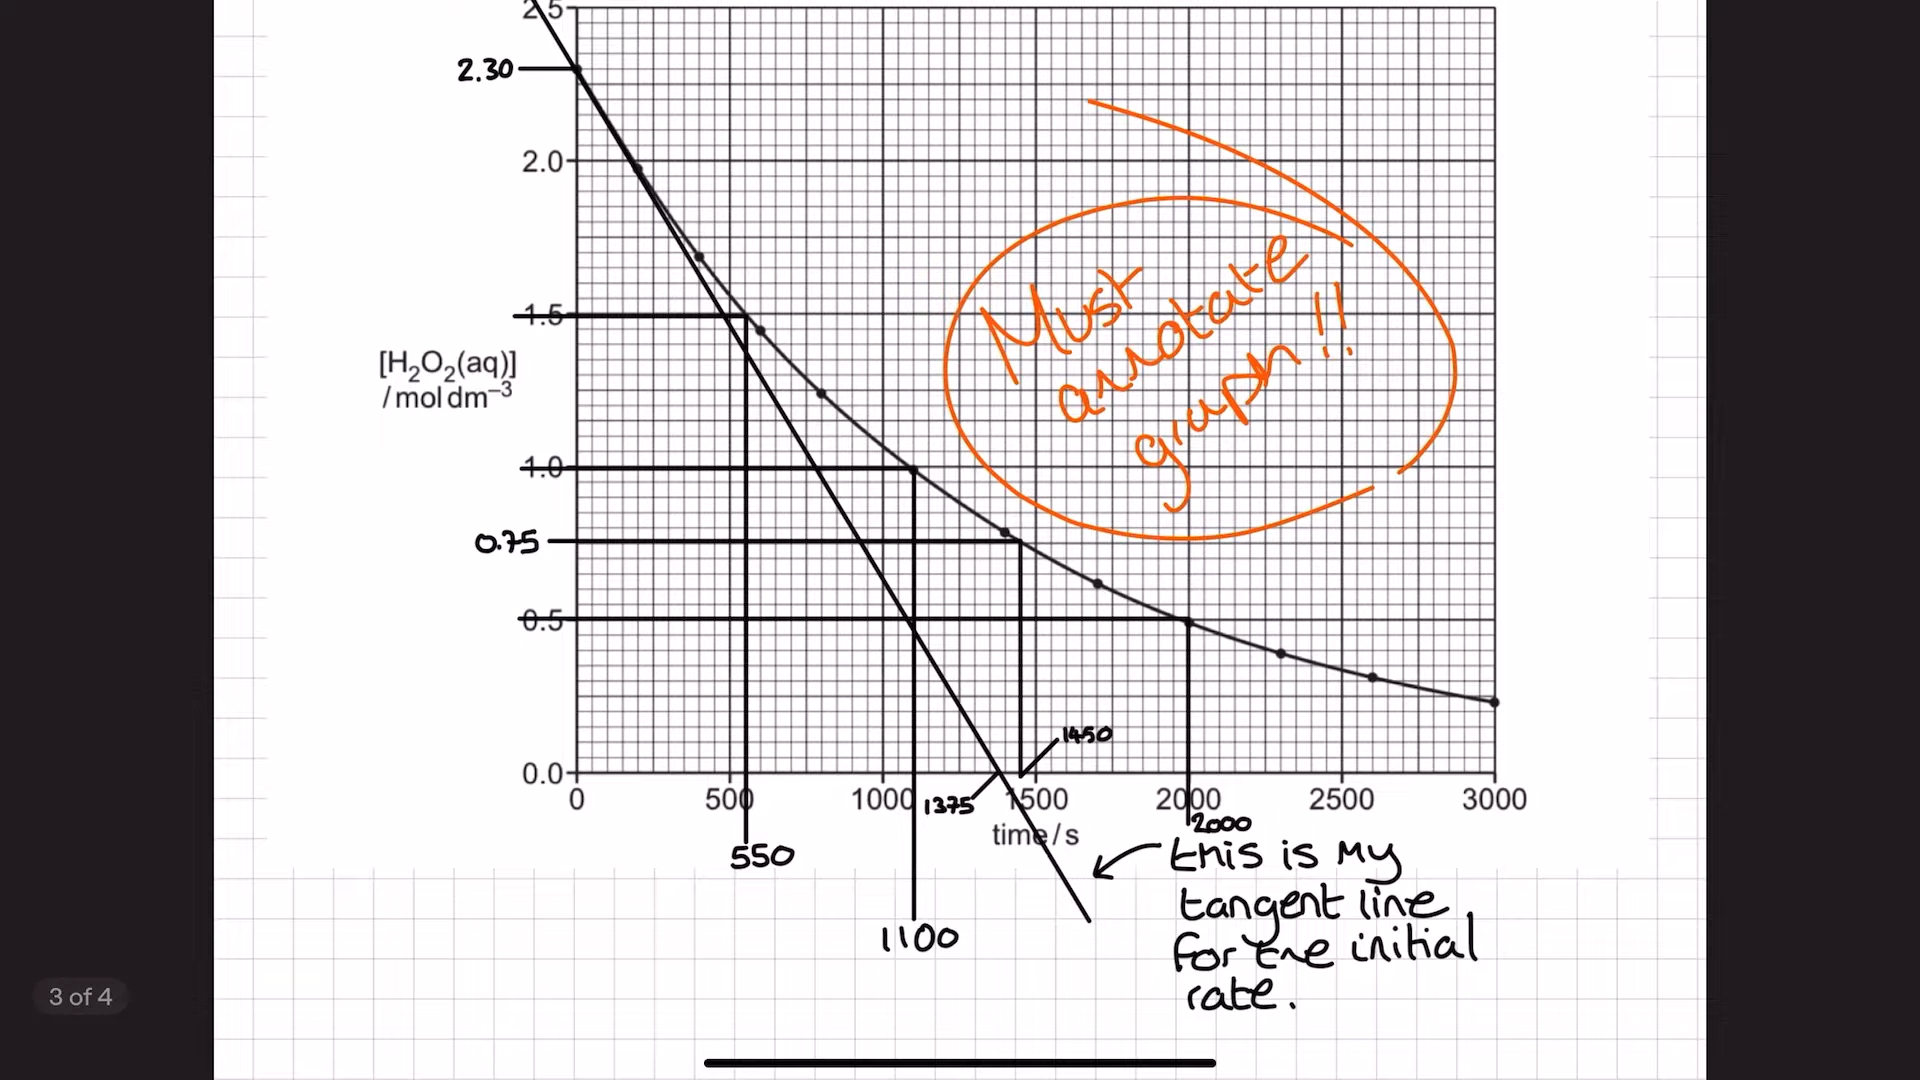 2.5
2.30
2.0
Must
annotate
graph!!
1.5
[H₂O₂(aq)]
/ mol dm⁻³
1.0
0.75
0.5
1450
0.0
0 500 1000 1500 2000 2500 3000
1375
2000
time / s
550
this is my
tangent line
for the initial
rate.
1100
3 of 4